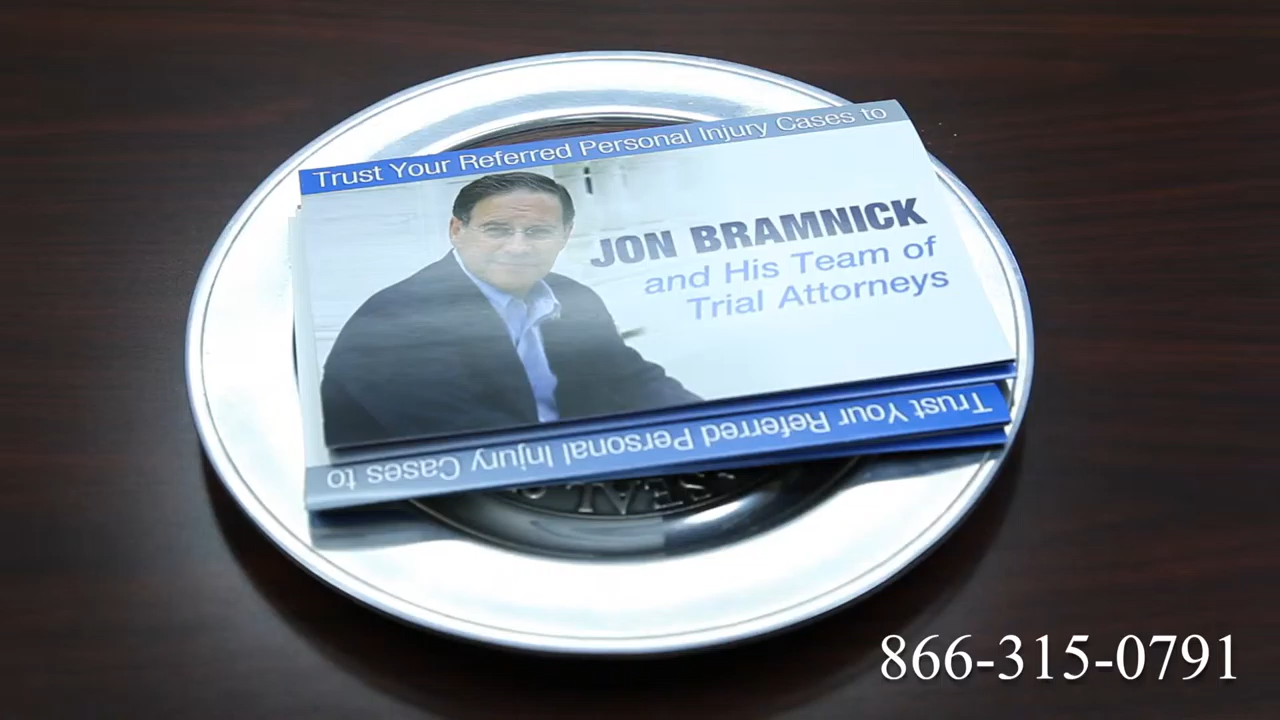 Trust Your Referred Personal Injury Cases to
JON BRAMNICK
and His Team of
Trial Attorneys
Trust Your Referred Personal Injury Cases to
866-315-0791